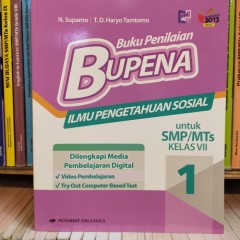 N. Suparno
T. D. Haryo Tamtomo
2013
Buku Penilaian
BUPENA
ILMU PENGETAHUAN SOSIAL
untuk
SMP/MTs
KELAS VII
1
Dilengkapi Media
Pembelajaran Digital
✓ Video Pembelajaran
✓ Try Out Computer Based Test
PENERBIT ERLANGGA